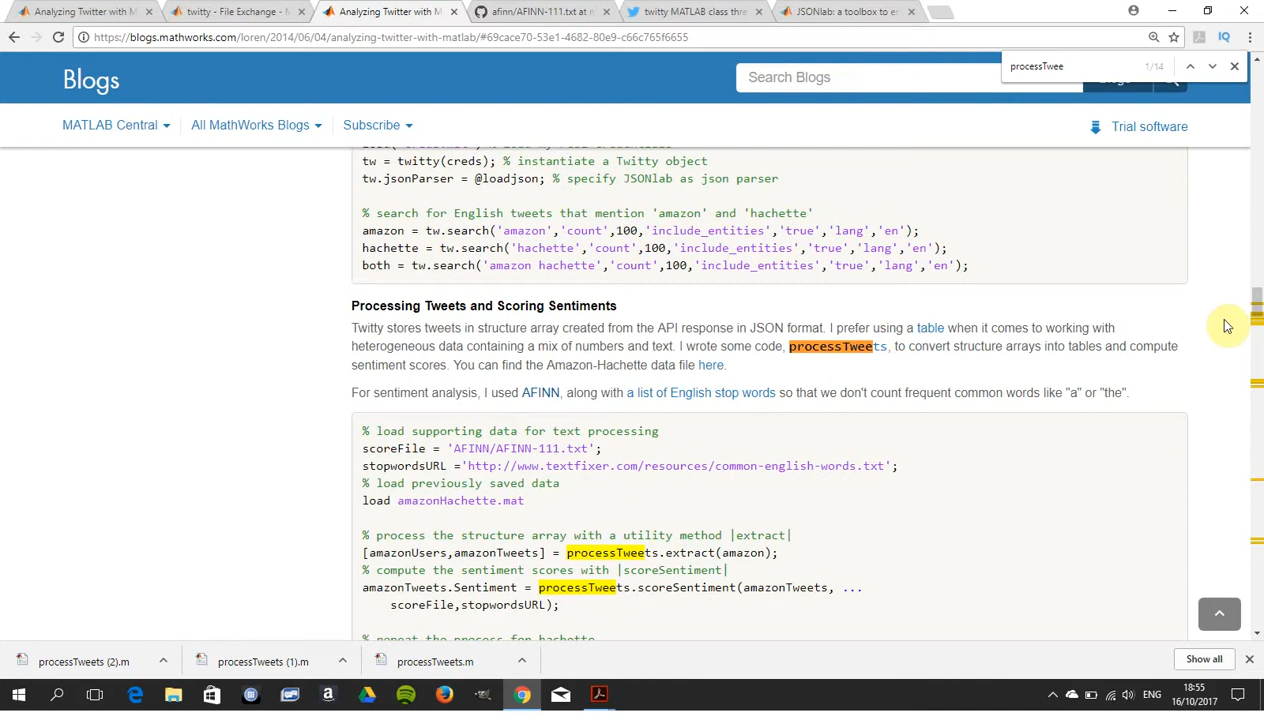 Analyzing Twitter with M
twitty - File Exchange - M
Analyzing Twitter with M
afinn/AFINN-111.txt at m
twitty MATLAB class thre
JSONlab: a toolbox to en
https://blogs.mathworks.com/loren/2014/06/04/analyzing-twitter-with-matlab/#69cace70-53e1-4682-80e9-c66c765f6655
processTwee 1/14
Blogs
Search Blogs
MATLAB Central
All MathWorks Blogs
Subscribe
Trial software
tw = twitty(creds); % instantiate a Twitty object
tw.jsonParser = @loadjson; % specify JSONlab as json parser
% search for English tweets that mention 'amazon' and 'hachette'
amazon = tw.search('amazon','count',100,'include_entities','true','lang','en');
hachette = tw.search('hachette','count',100,'include_entities','true','lang','en');
both = tw.search('amazon hachette','count',100,'include_entities','true','lang','en');
Processing Tweets and Scoring Sentiments
Twitty stores tweets in structure array created from the API response in JSON format. I prefer using a table when it comes to working with
heterogeneous data containing a mix of numbers and text. I wrote some code, processTweets, to convert structure arrays into tables and compute
sentiment scores. You can find the Amazon-Hachette data file here.
For sentiment analysis, I used AFINN, along with a list of English stop words so that we don't count frequent common words like "a" or "the".
% load supporting data for text processing
scoreFile = 'AFINN/AFINN-111.txt';
stopwordsURL ='http://www.textfixer.com/resources/common-english-words.txt';
% load previously saved data
load amazonHachette.mat
% process the structure array with a utility method |extract|
[amazonUsers,amazonTweets] = processTweets.extract(amazon);
% compute the sentiment scores with |scoreSentiment|
amazonTweets.Sentiment = processTweets.scoreSentiment(amazonTweets, ...
scoreFile,stopwordsURL);
% repeat the process for hachette
processTweets (2).m
processTweets (1).m
processTweets.m
Show all
ENG
18:55
16/10/2017